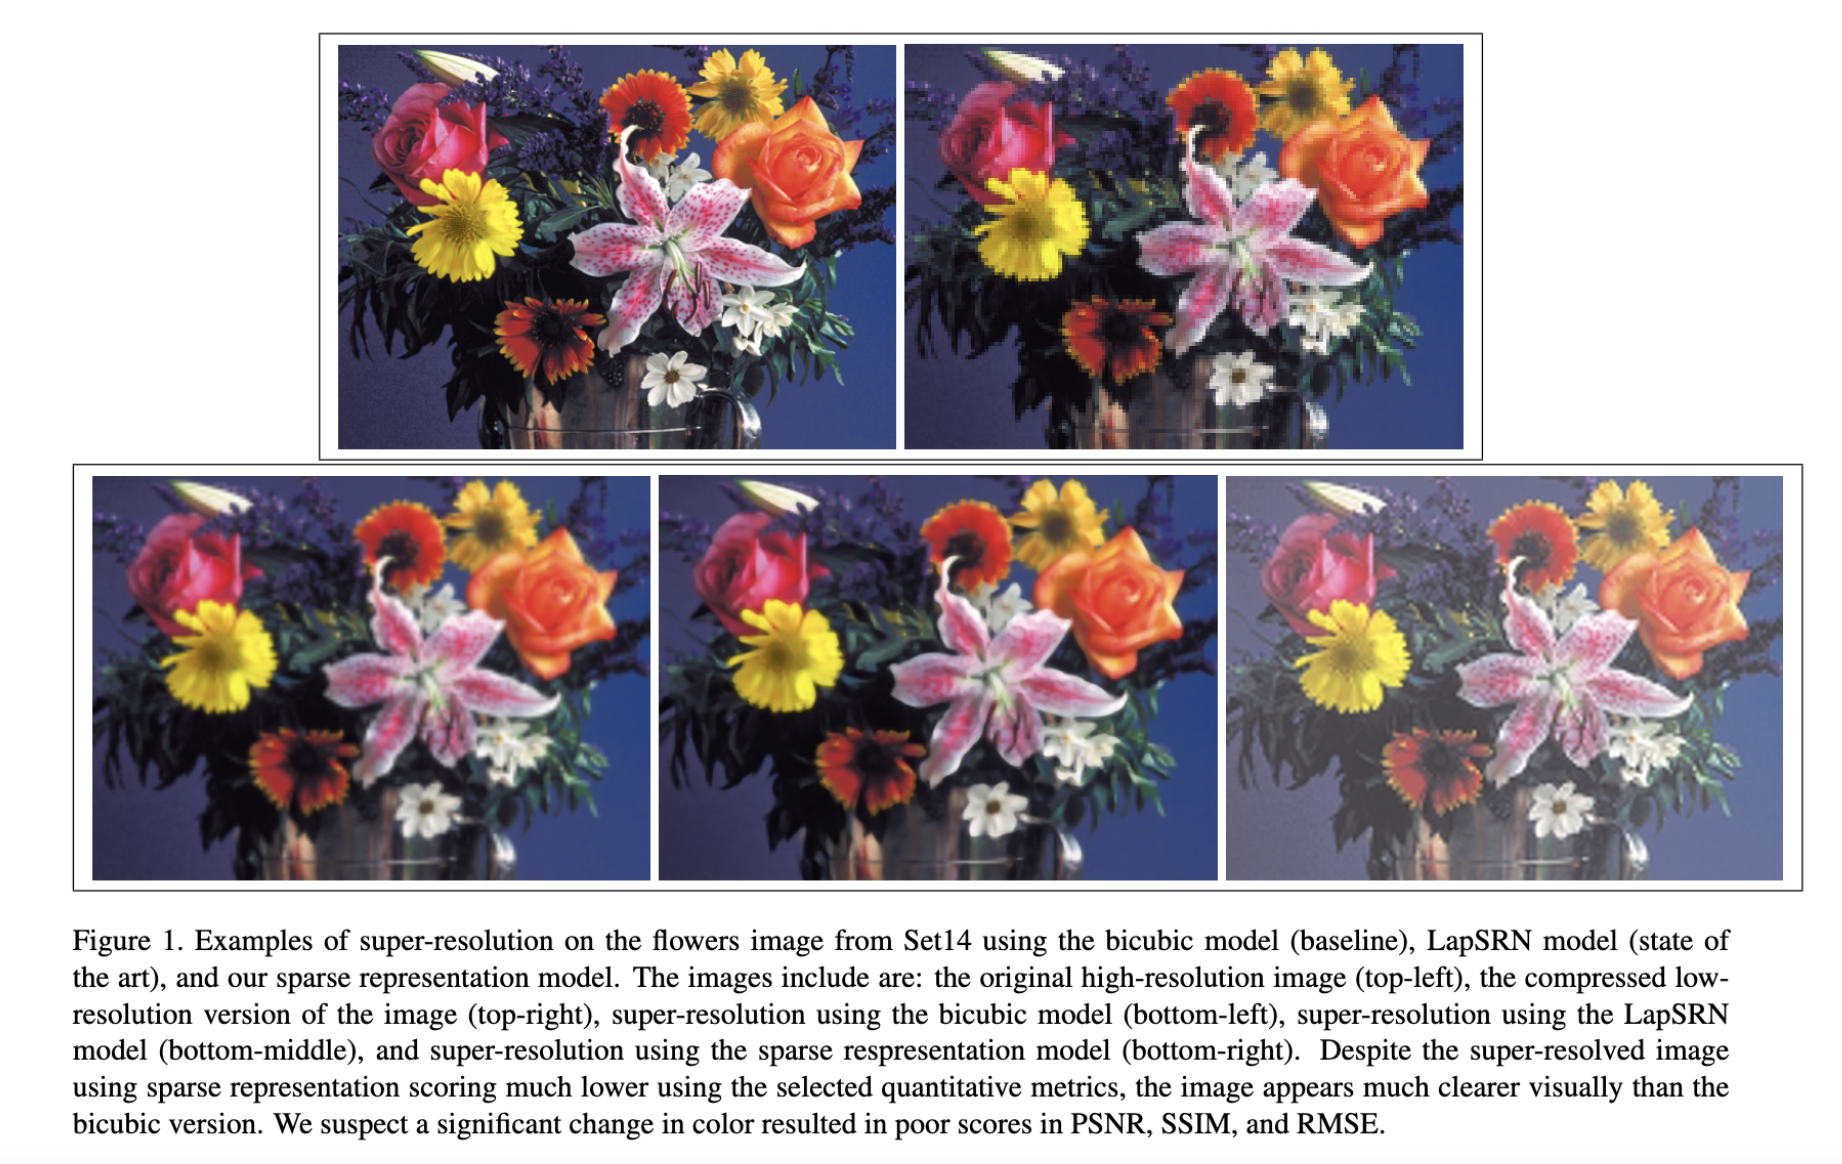 Figure 1. Examples of super-resolution on the flowers image from Set14 using the bicubic model (baseline), LapSRN model (state of
the art), and our sparse representation model. The images include are: the original high-resolution image (top-left), the compressed low-
resolution version of the image (top-right), super-resolution using the bicubic model (bottom-left), super-resolution using the LapSRN
model (bottom-middle), and super-resolution using the sparse respresentation model (bottom-right). Despite the super-resolved image
using sparse representation scoring much lower using the selected quantitative metrics, the image appears much clearer visually than the
bicubic version. We suspect a significant change in color resulted in poor scores in PSNR, SSIM, and RMSE.